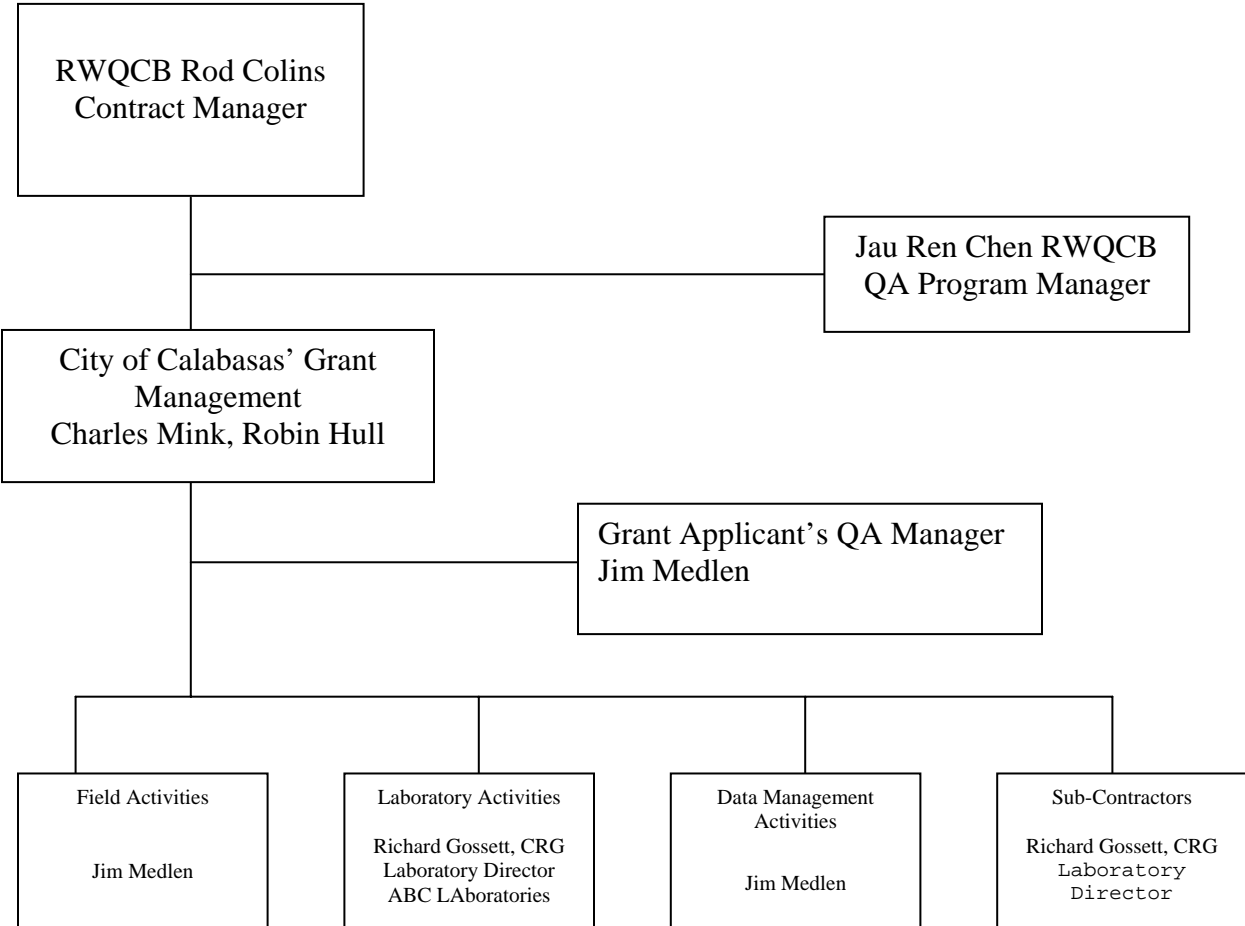 RWQCB Rod Colins
Contract Manager
Jau Ren Chen RWQCB
QA Program Manager
City of Calabasas’ Grant
Management
Charles Mink, Robin Hull
Grant Applicant’s QA Manager
Jim Medlen
Field Activities
Jim Medlen
Laboratory Activities
Richard Gossett, CRG
Laboratory Director
ABC LAboratories
Data Management
Activities
Jim Medlen
Sub-Contractors
Richard Gossett, CRG
Laboratory
Director